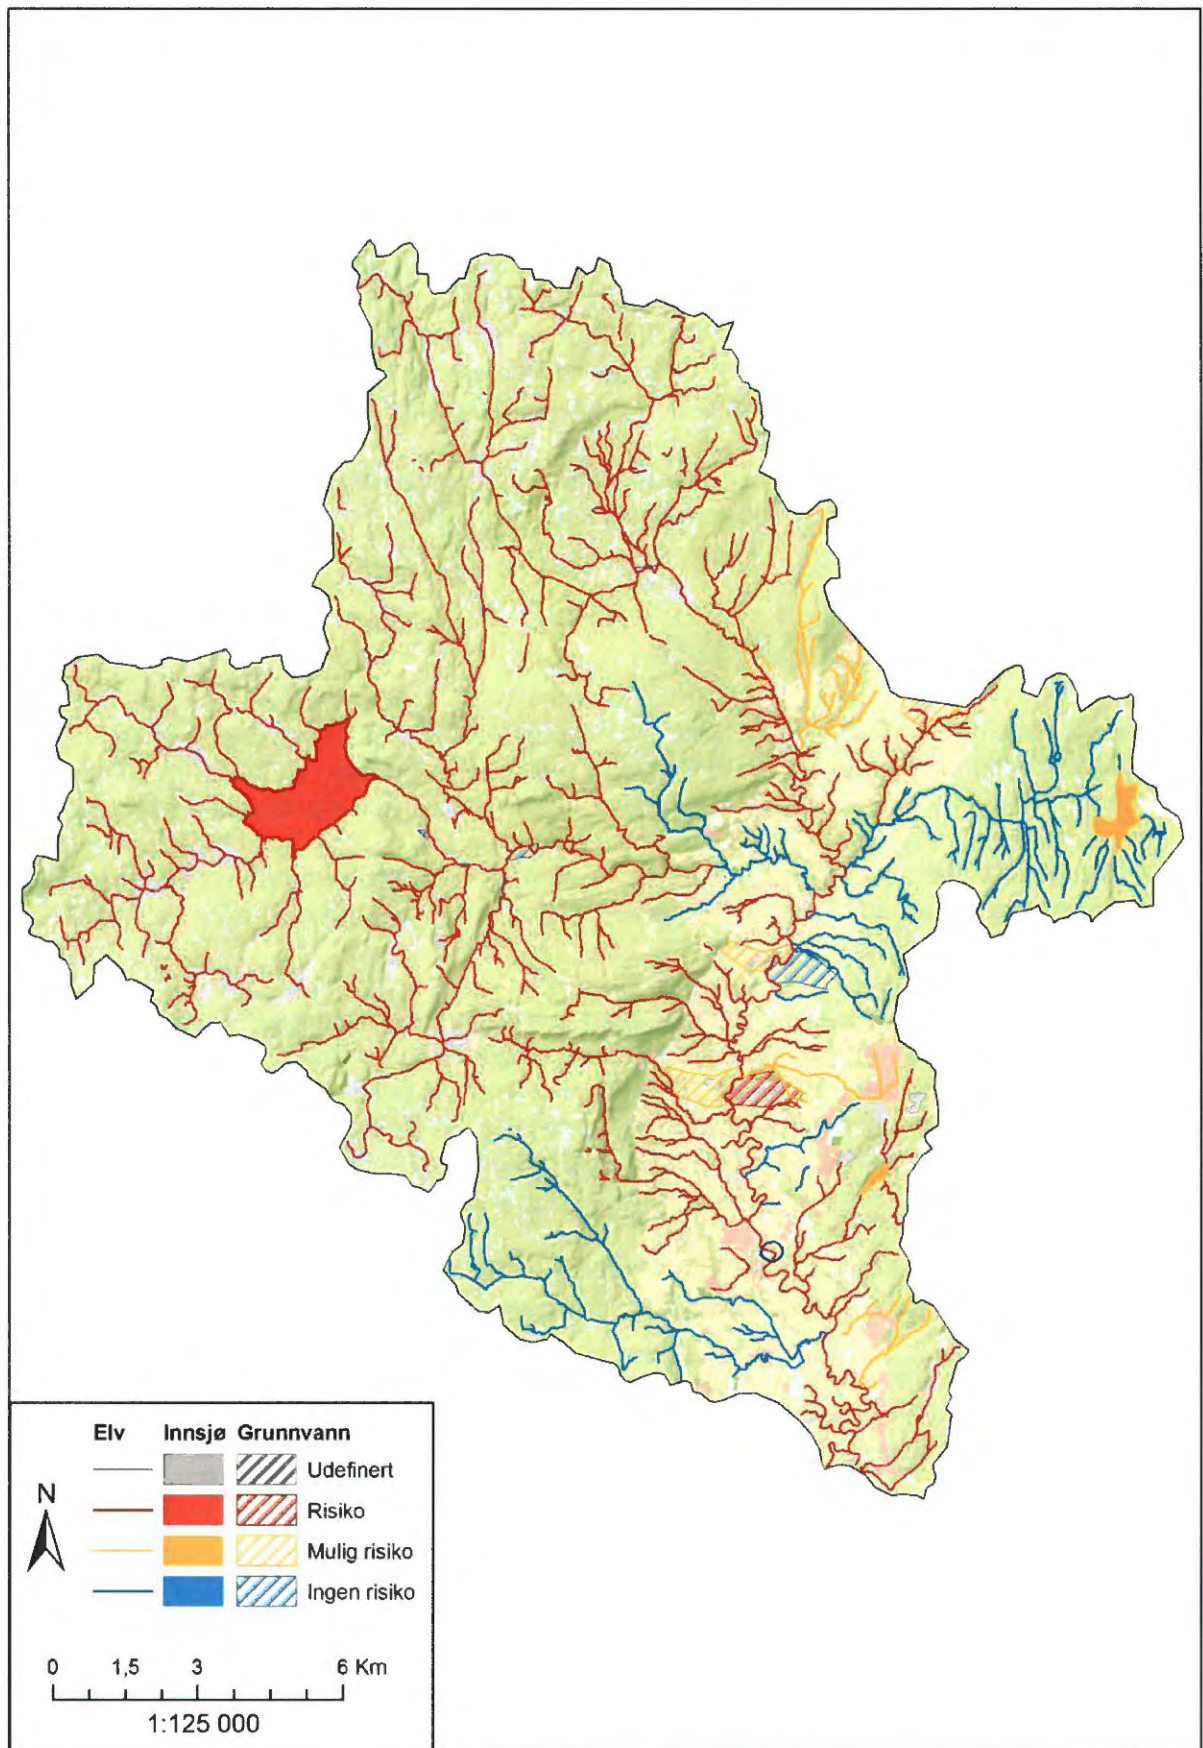 Elv Innsjø Grunnvann
Udefinert
Risiko
Mulig risiko
Ingen risiko
N
0 1,5 3 6 Km
1:125 000